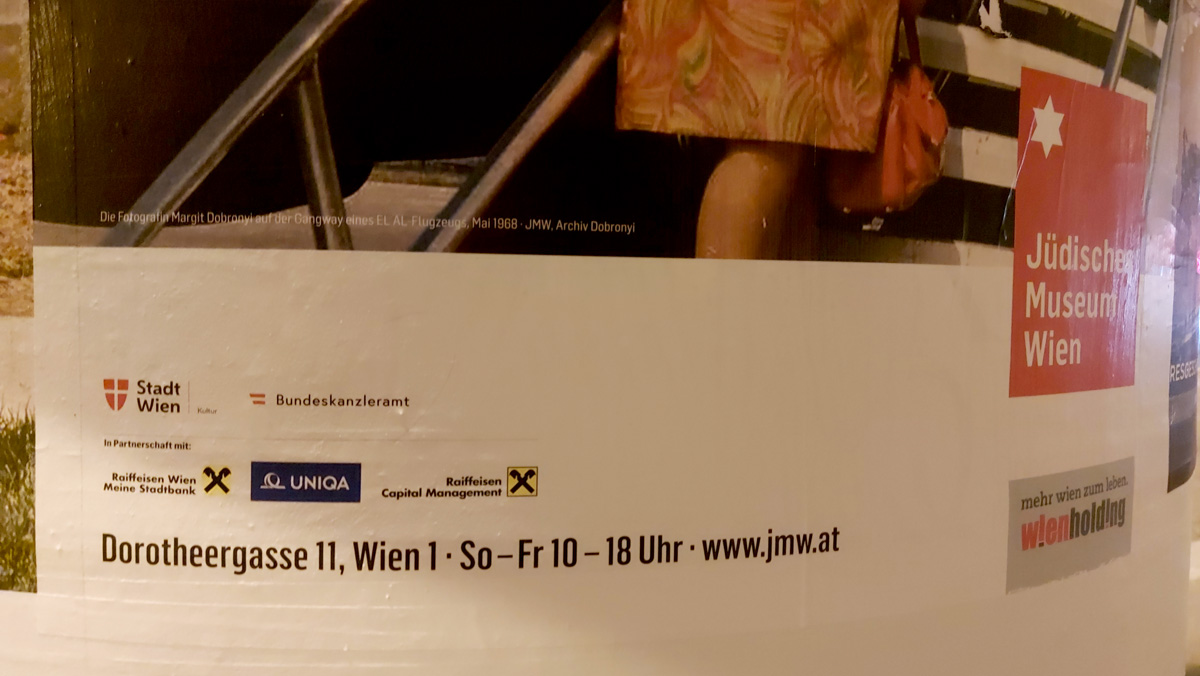 Die Fotografin Margit Dobronyi auf der Gangway eines EL AL-Flugzeugs, Mai 1968 · JMW, Archiv Dobronyi
Jüdisches
Museum
Wien
Stadt
Wien
Kultur
Bundeskanzleramt
In Partnerschaft mit:
Raiffeisen Wien
Meine Stadtbank
UNIQA
Raiffeisen
Capital Management
mehr wien zum leben.
wienholding
Dorotheergasse 11, Wien 1 · So – Fr 10 – 18 Uhr · www.jmw.at